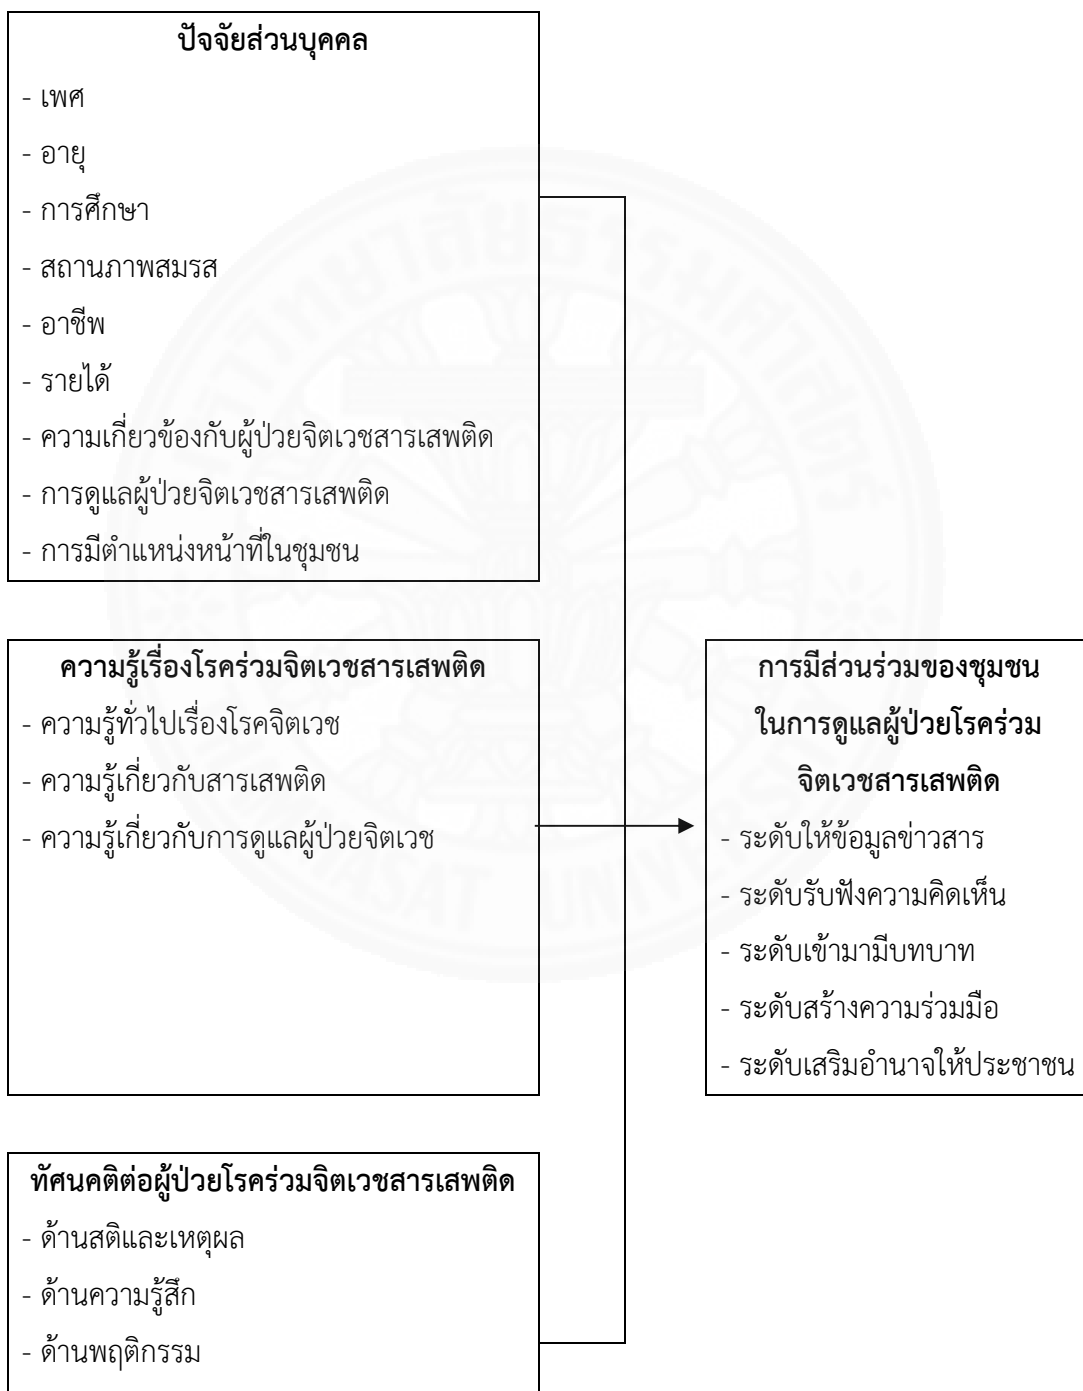 ปัจจัยส่วนบุคคล
- เพศ
- อายุ
- การศึกษา
- สถานภาพสมรส
- อาชีพ
- รายได้
- ความเกี่ยวข้องกับผู้ป่วยจิตเวชสารเสพติด
- การดูแลผู้ป่วยจิตเวชสารเสพติด
- การมีตำแหน่งหน้าที่ในชุมชน
ความรู้เรื่องโรคร่วมจิตเวชสารเสพติด
- ความรู้ทั่วไปเรื่องโรคจิตเวช
- ความรู้เกี่ยวกับสารเสพติด
- ความรู้เกี่ยวกับการดูแลผู้ป่วยจิตเวช
การมีส่วนร่วมของชุมชน
ในการดูแลผู้ป่วยโรคร่วม
จิตเวชสารเสพติด
- ระดับให้ข้อมูลข่าวสาร
- ระดับรับฟังความคิดเห็น
- ระดับเข้ามามีบทบาท
- ระดับสร้างความร่วมมือ
- ระดับเสริมอำนาจให้ประชาชน
ทัศนคติต่อผู้ป่วยโรคร่วมจิตเวชสารเสพติด
- ด้านสติและเหตุผล
- ด้านความรู้สึก
- ด้านพฤติกรรม